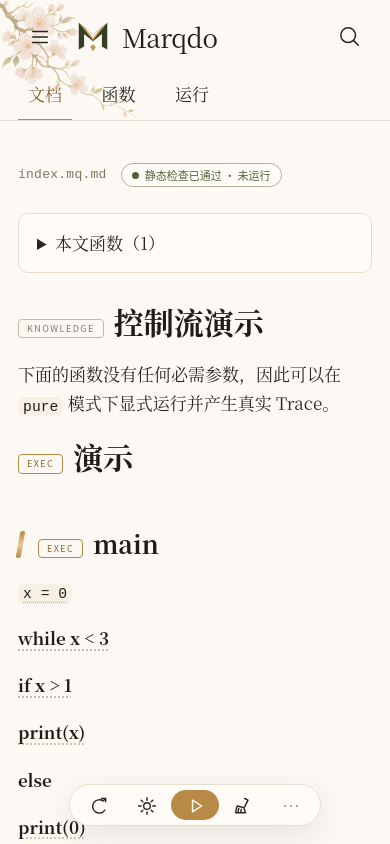 Marqdo
文档 函数 运行
index.mq.md 静态检查已通过 · 未运行
▶ 本文函数（1）
KNOWLEDGE 控制流演示
下面的函数没有任何必需参数，因此可以在
pure 模式下显式运行并产生真实 Trace。
EXEC 演示
EXEC main
x = 0
while x < 3
if x > 1
print(x)
else
print(0)